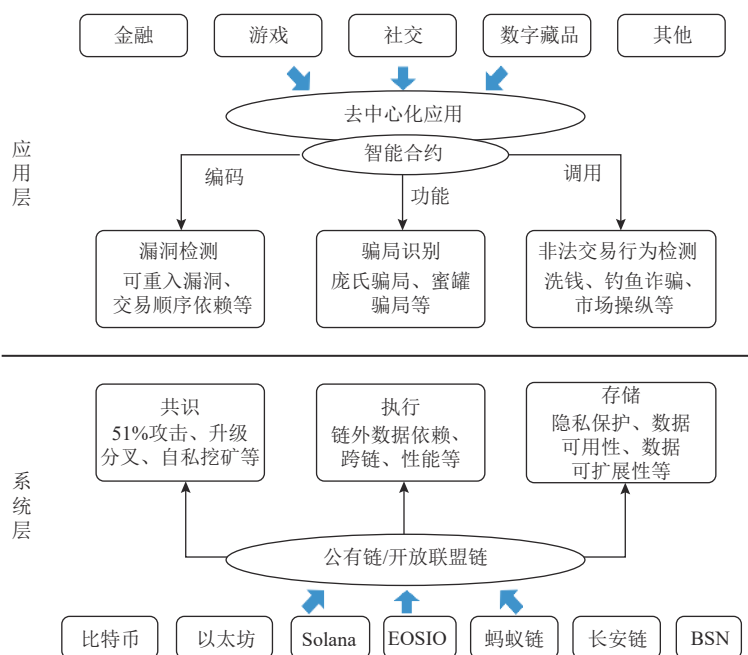 金融
游戏
社交
数字藏品
其他
去中心化应用
智能合约
应用层
编码
功能
调用
漏洞检测
可重入漏洞、
交易顺序依赖等
骗局识别
庞氏骗局、蜜罐
骗局等
非法交易行为检测
洗钱、钓鱼诈骗、
市场操纵等
系统层
共识
51%攻击、升级
分叉、自私挖矿等
执行
链外数据依赖、
跨链、性能等
存储
隐私保护、数据
可用性、数据
可扩展性等
公有链/开放联盟链
比特币
以太坊
Solana
EOSIO
蚂蚁链
长安链
BSN